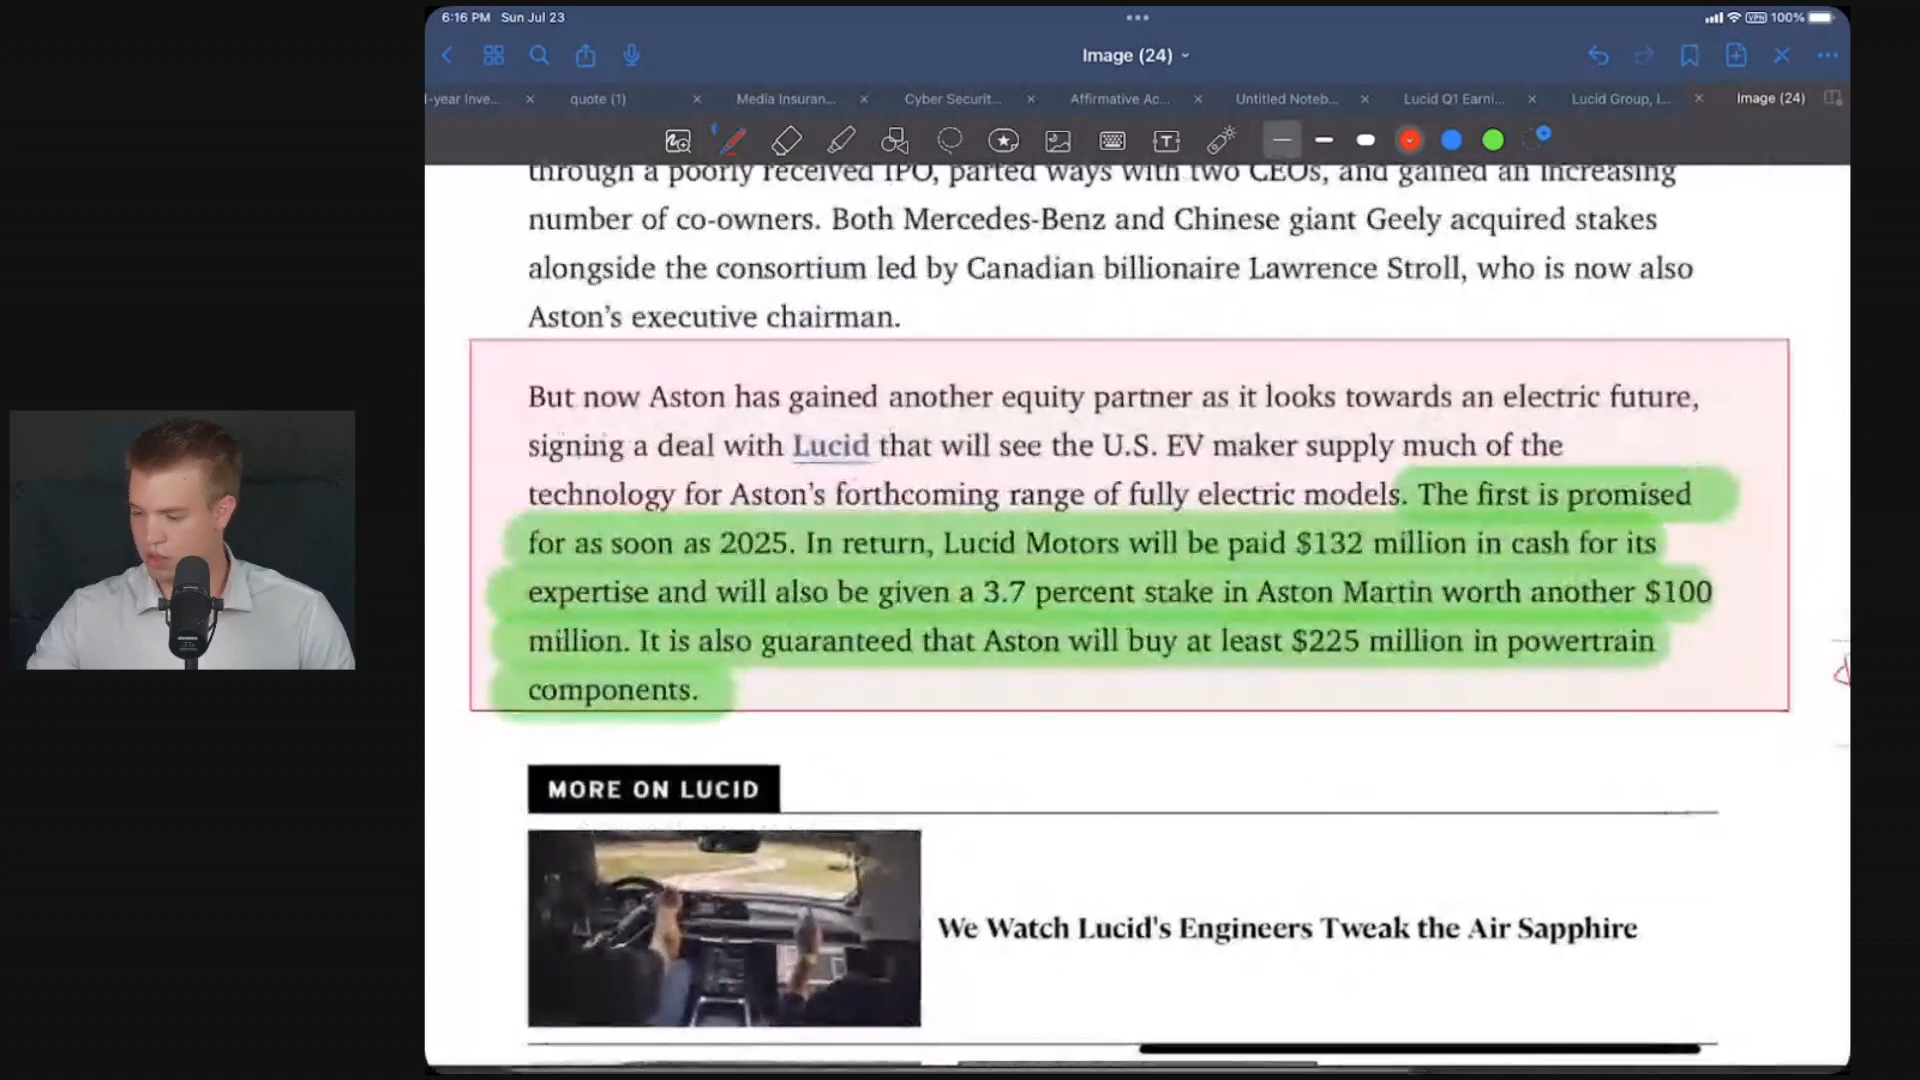 6:16 PM Sun Jul 23
VPN 100%
Image (24)
l-year Inve...
quote (1)
Media Insuran...
Cyber Securit...
Affirmative Ac...
Untitled Noteb...
Lucid Q1 Earni...
Lucid Group, I...
Image (24)
through a poorly received IPO, parted ways with two CEOs, and gained an increasing
number of co-owners. Both Mercedes-Benz and Chinese giant Geely acquired stakes
alongside the consortium led by Canadian billionaire Lawrence Stroll, who is now also
Aston’s executive chairman.
But now Aston has gained another equity partner as it looks towards an electric future,
signing a deal with Lucid that will see the U.S. EV maker supply much of the
technology for Aston’s forthcoming range of fully electric models. The first is promised
for as soon as 2025. In return, Lucid Motors will be paid $132 million in cash for its
expertise and will also be given a 3.7 percent stake in Aston Martin worth another $100
million. It is also guaranteed that Aston will buy at least $225 million in powertrain
components.
MORE ON LUCID
We Watch Lucid's Engineers Tweak the Air Sapphire